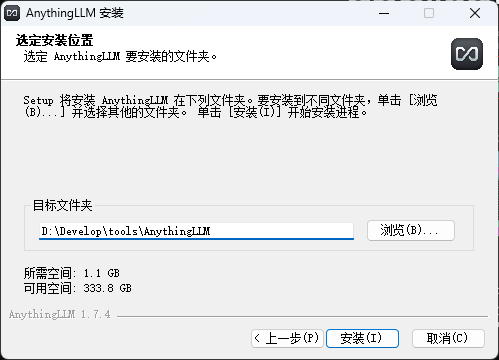 AnythingLLM 安装
选定安装位置
选定 AnythingLLM 要安装的文件夹。
Setup 将安装 AnythingLLM 在下列文件夹。要安装到不同文件夹，单击 [浏览
(B)...] 并选择其他的文件夹。 单击 [安装(I)] 开始安装进程。
目标文件夹
D:\Develop\tools\AnythingLLM
浏览(B)...
所需空间: 1.1 GB
可用空间: 333.8 GB
AnythingLLM 1.7.4
< 上一步(P)
安装(I)
取消(C)